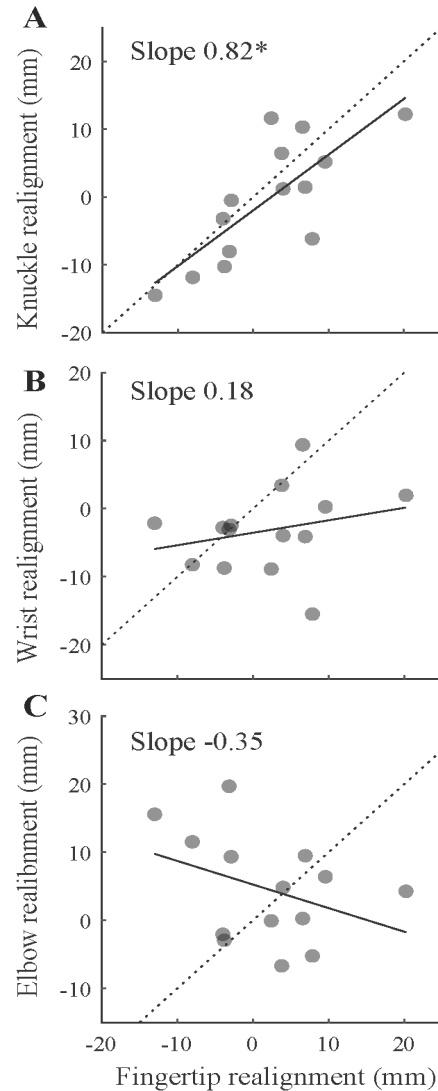 A
Slope 0.82*
Knuckle realignment (mm)
20
10
0
-10
-20
B
Slope 0.18
Wrist realignment (mm)
20
10
0
-10
-20
C
Slope -0.35
Elbow realibnment (mm)
30
20
10
0
-10
-20 -10 0 10 20
Fingertip realignment (mm)